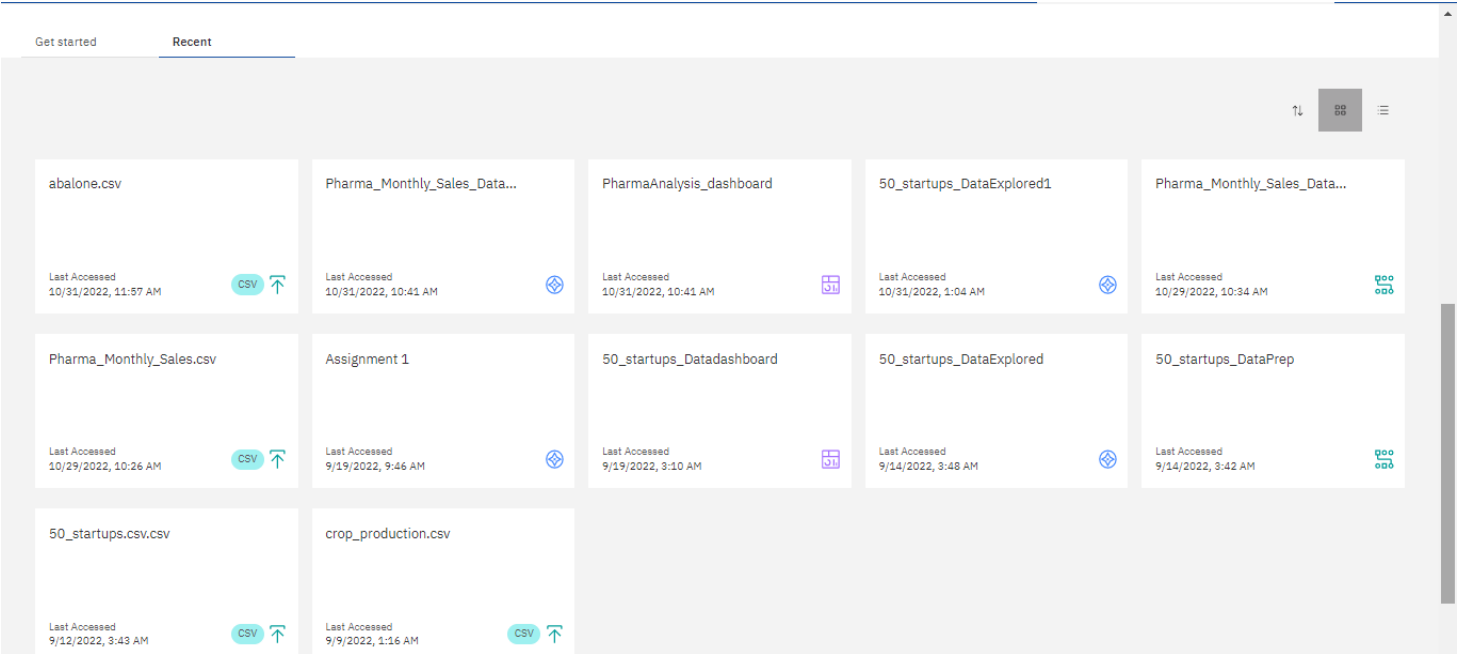 Get started
Recent
abalone.csv
Last Accessed
10/31/2022, 11:57 AM
CSV
Pharma_Monthly_Sales_Data...
Last Accessed
10/31/2022, 10:41 AM
PharmaAnalysis_dashboard
Last Accessed
10/31/2022, 10:41 AM
50_startups_DataExplored1
Last Accessed
10/31/2022, 1:04 AM
Pharma_Monthly_Sales_Data...
Last Accessed
10/29/2022, 10:34 AM
Pharma_Monthly_Sales.csv
Last Accessed
10/29/2022, 10:26 AM
CSV
Assignment 1
Last Accessed
9/19/2022, 9:46 AM
50_startups_Datadashboard
Last Accessed
9/19/2022, 3:10 AM
50_startups_DataExplored
Last Accessed
9/14/2022, 3:48 AM
50_startups_DataPrep
Last Accessed
9/14/2022, 3:42 AM
50_startups.csv.csv
Last Accessed
9/12/2022, 3:43 AM
CSV
crop_production.csv
Last Accessed
9/9/2022, 1:16 AM
CSV